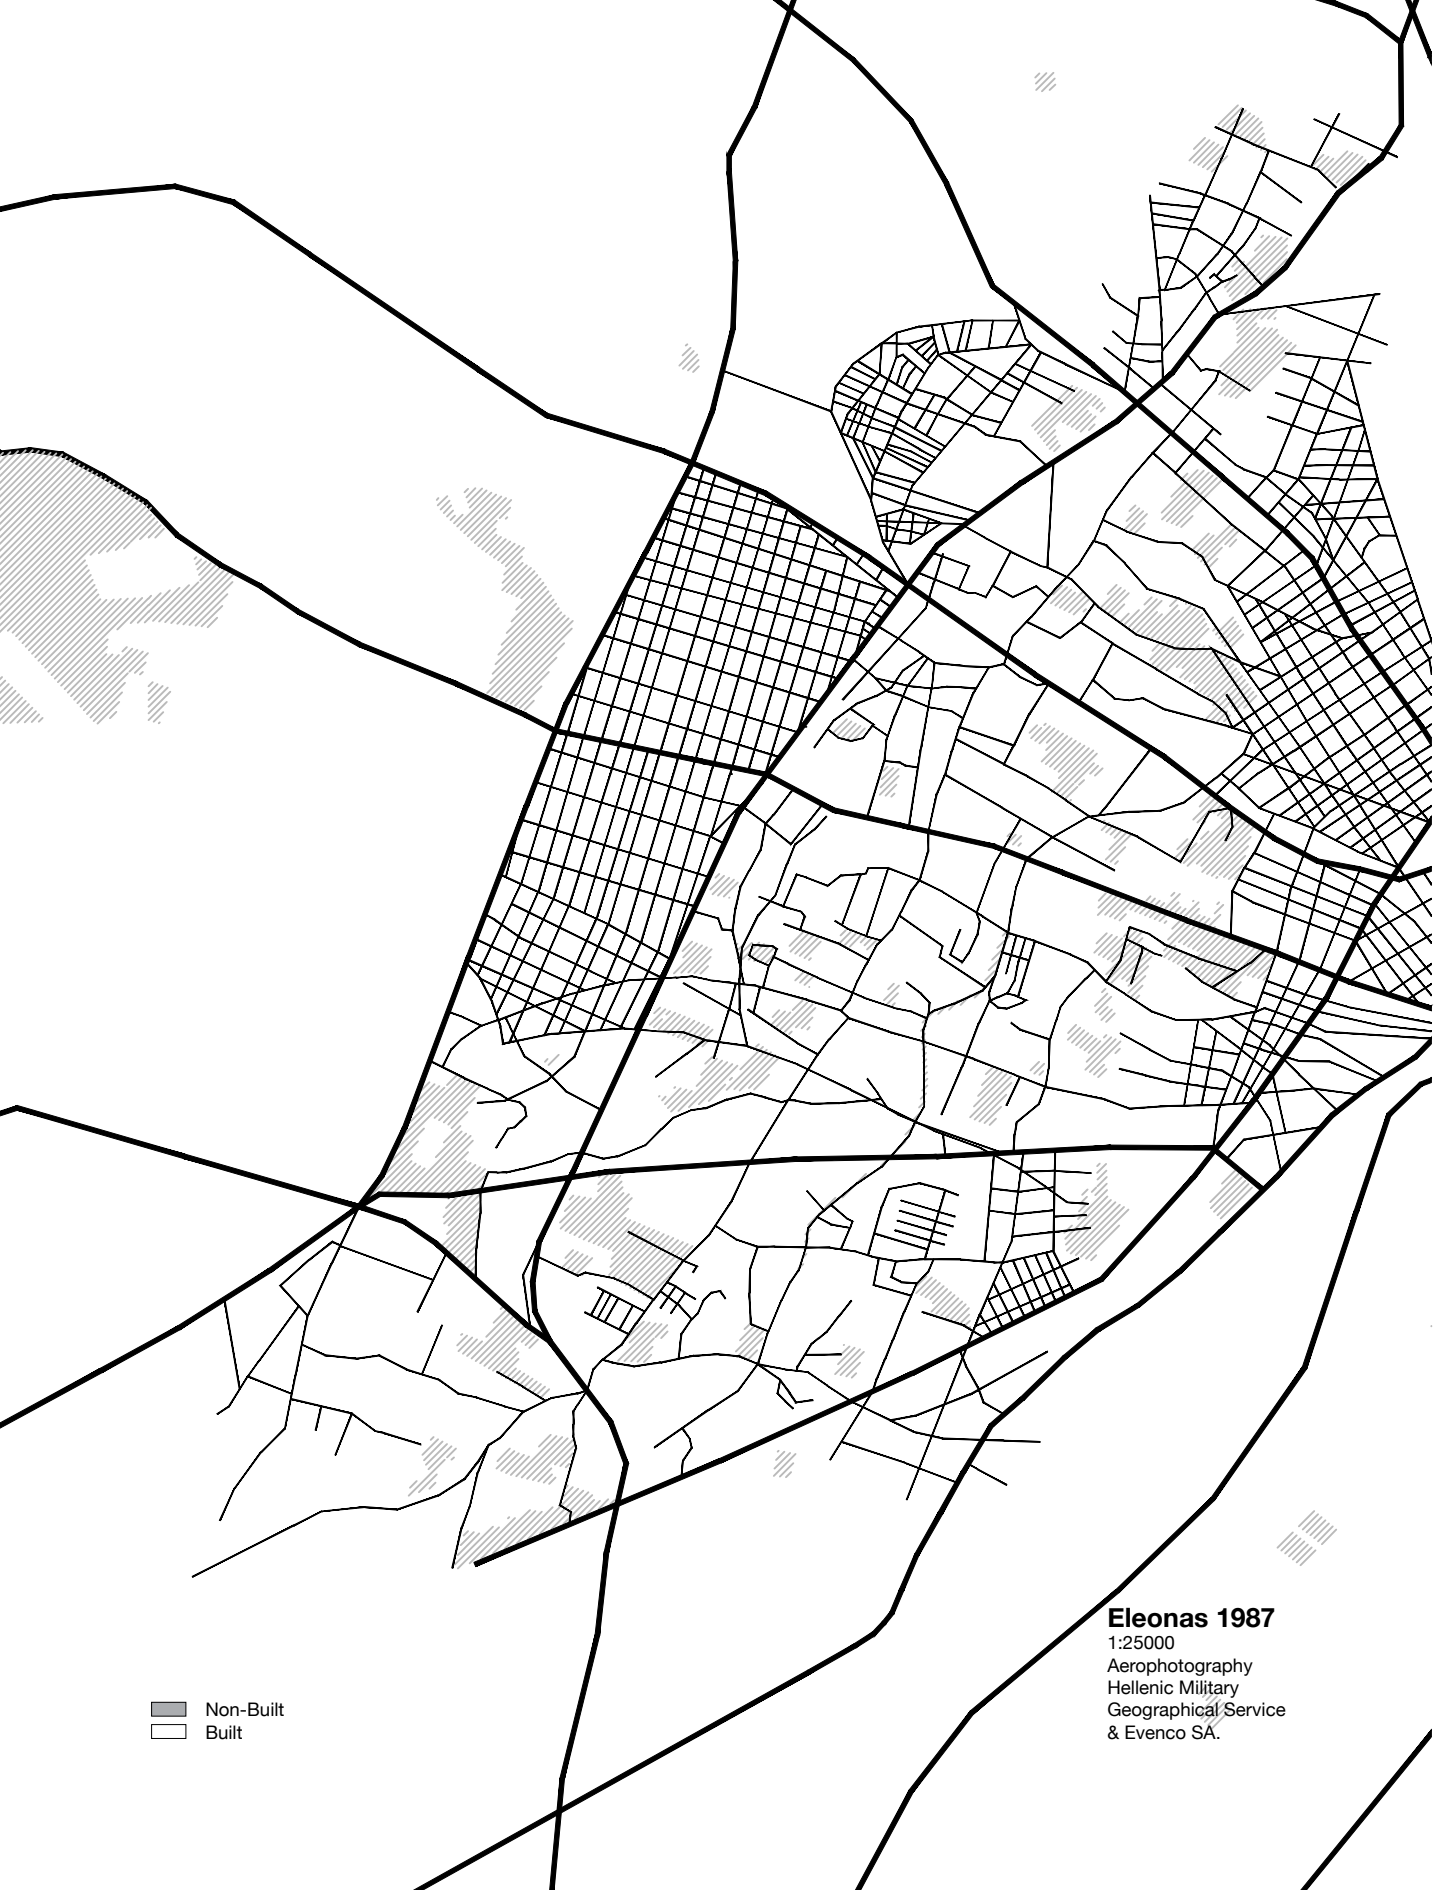 Eleonas 1987
1:25000
Aerophotography
Hellenic Military
Geographical Service
& Evenco SA.
Non-Built
Built